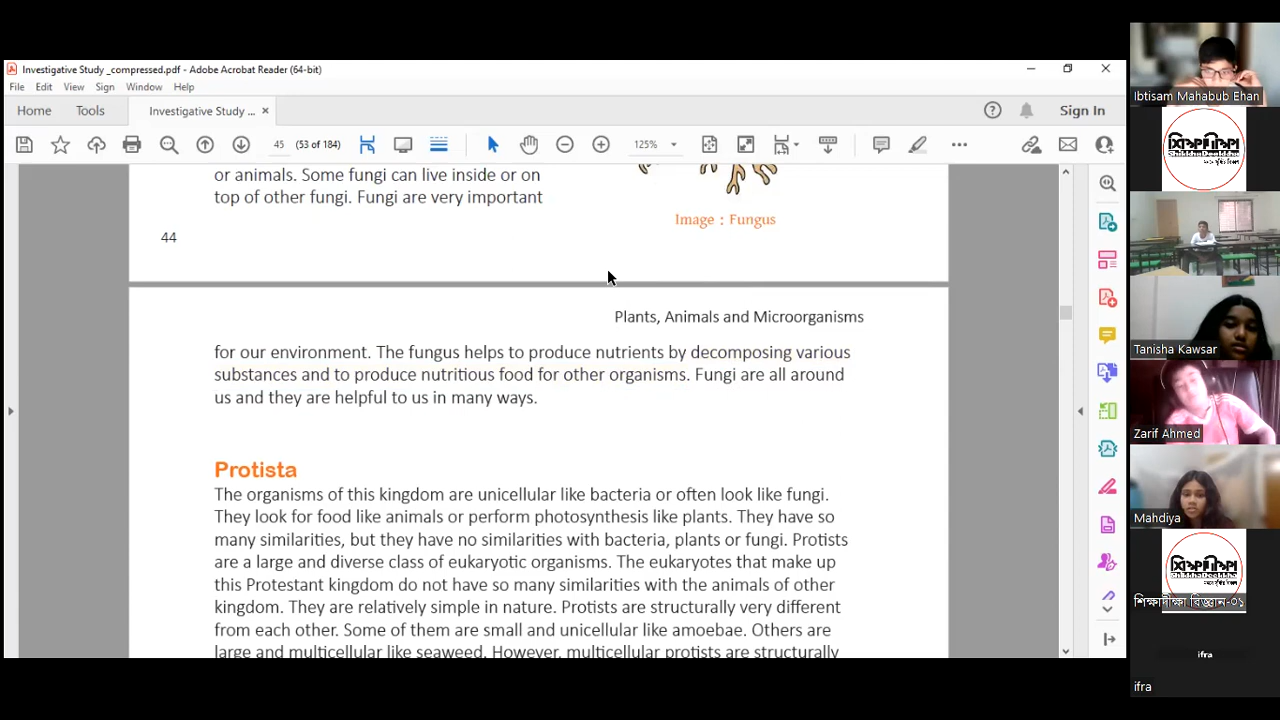 Investigative Study _compressed.pdf - Adobe Acrobat Reader (64-bit)
File Edit View Sign Window Help
Home Tools Investigative Study ... × Sign In
45 (53 of 184) 125%
or animals. Some fungi can live inside or on
top of other fungi. Fungi are very important
Image : Fungus
44
Plants, Animals and Microorganisms
for our environment. The fungus helps to produce nutrients by decomposing various
substances and to produce nutritious food for other organisms. Fungi are all around
us and they are helpful to us in many ways.
Protista
The organisms of this kingdom are unicellular like bacteria or often look like fungi.
They look for food like animals or perform photosynthesis like plants. They have so
many similarities, but they have no similarities with bacteria, plants or fungi. Protists
are a large and diverse class of eukaryotic organisms. The eukaryotes that make up
this Protestant kingdom do not have so many similarities with the animals of other
kingdom. They are relatively simple in nature. Protists are structurally very different
from each other. Some of them are small and unicellular like amoebae. Others are
large and multicellular like seaweed. However, multicellular protists are structurally
Ibtisam Mahabub Ehan
শিক্ষাদীক্ষা
ShikkhaDeekkha
Tanisha Kawsar
Zarif Ahmed
Mahdiya
শিক্ষাদীক্ষা
ShikkhaDeekkha
শিক্ষাদীক্ষা বিজ্ঞান-০১
ifra
ifra